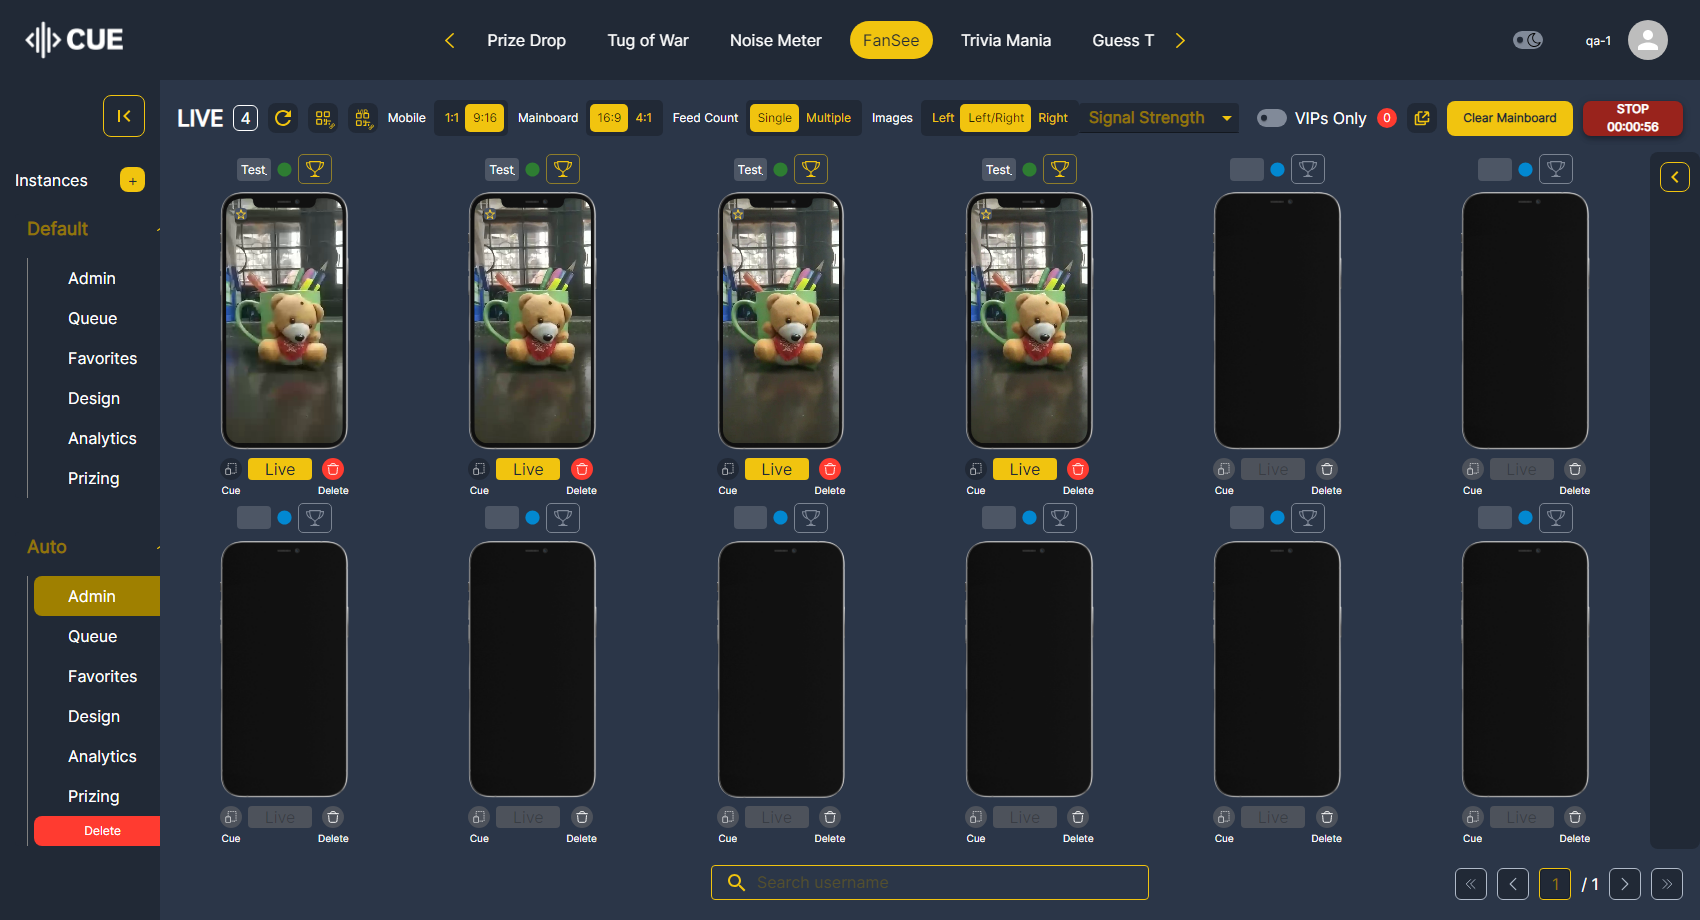 CUE
Prize Drop Tug of War Noise Meter FanSee Trivia Mania Guess T
qa-1
LIVE 4 Mobile 1:1 9:16 Mainboard 16:9 4:1 Feed Count Single Multiple Images Left Left/Right Right Signal Strength VIPs Only 0 Clear Mainboard STOP
00:00:56
Instances +
Default
Admin
Queue
Favorites
Design
Analytics
Prizing
Auto
Admin
Queue
Favorites
Design
Analytics
Prizing
Delete
Test. Test. Test. Test.
Live Live Live Live Live Live
Cue Delete Cue Delete Cue Delete Cue Delete Cue Delete Cue Delete
Live Live Live Live Live Live
Cue Delete Cue Delete Cue Delete Cue Delete Cue Delete Cue Delete
Search username
1 / 1